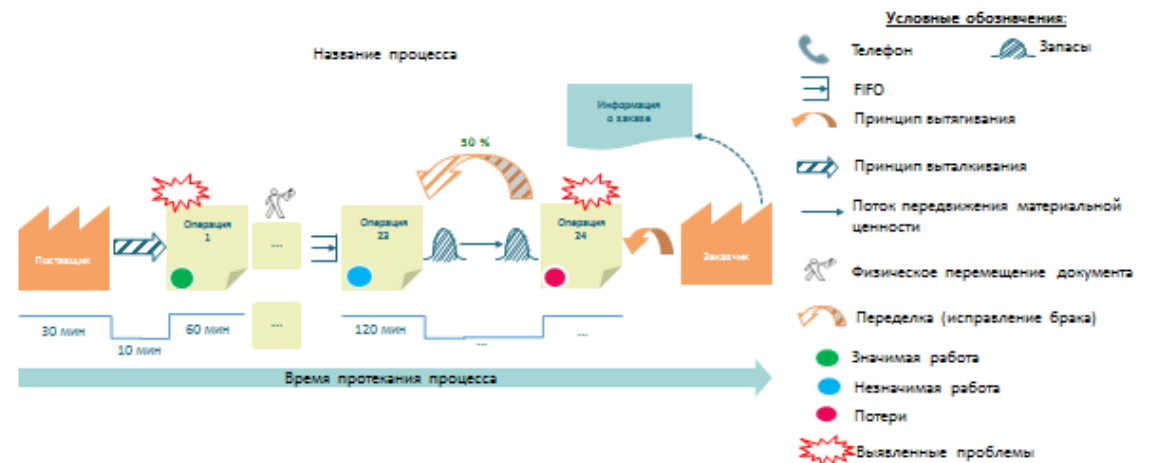 Условные обозначения:
Название процесса
Телефон
Запасы
FIFO
Информация
о заказе
Принцип вытягивания
50 %
Принцип выталкивания
Операция
1
...
Операция
23
Операция
24
Поток передвижения материальной
ценности
Поставщик
Заказчик
Физическое перемещение документа
30 мин
10 мин
60 мин
...
120 мин
...
...
Переделка (исправление брака)
Значимая работа
Время протекания процесса
Незначимая работа
Потери
Выявленные проблемы